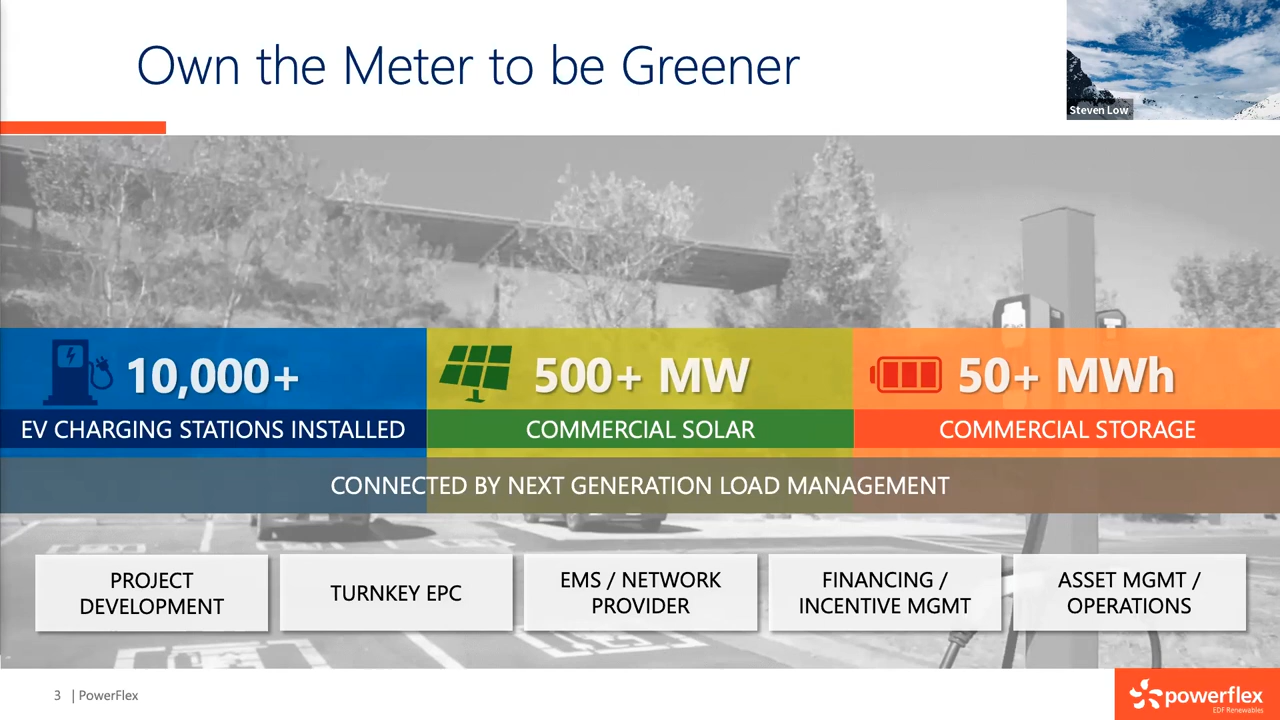 Own the Meter to be Greener
Steven Low
10,000+
EV CHARGING STATIONS INSTALLED
500+ MW
COMMERCIAL SOLAR
50+ MWh
COMMERCIAL STORAGE
CONNECTED BY NEXT GENERATION LOAD MANAGEMENT
PROJECT
DEVELOPMENT
TURNKEY EPC
EMS / NETWORK
PROVIDER
FINANCING /
INCENTIVE MGMT
ASSET MGMT /
OPERATIONS
3 | PowerFlex
powerflex
EDF Renewables